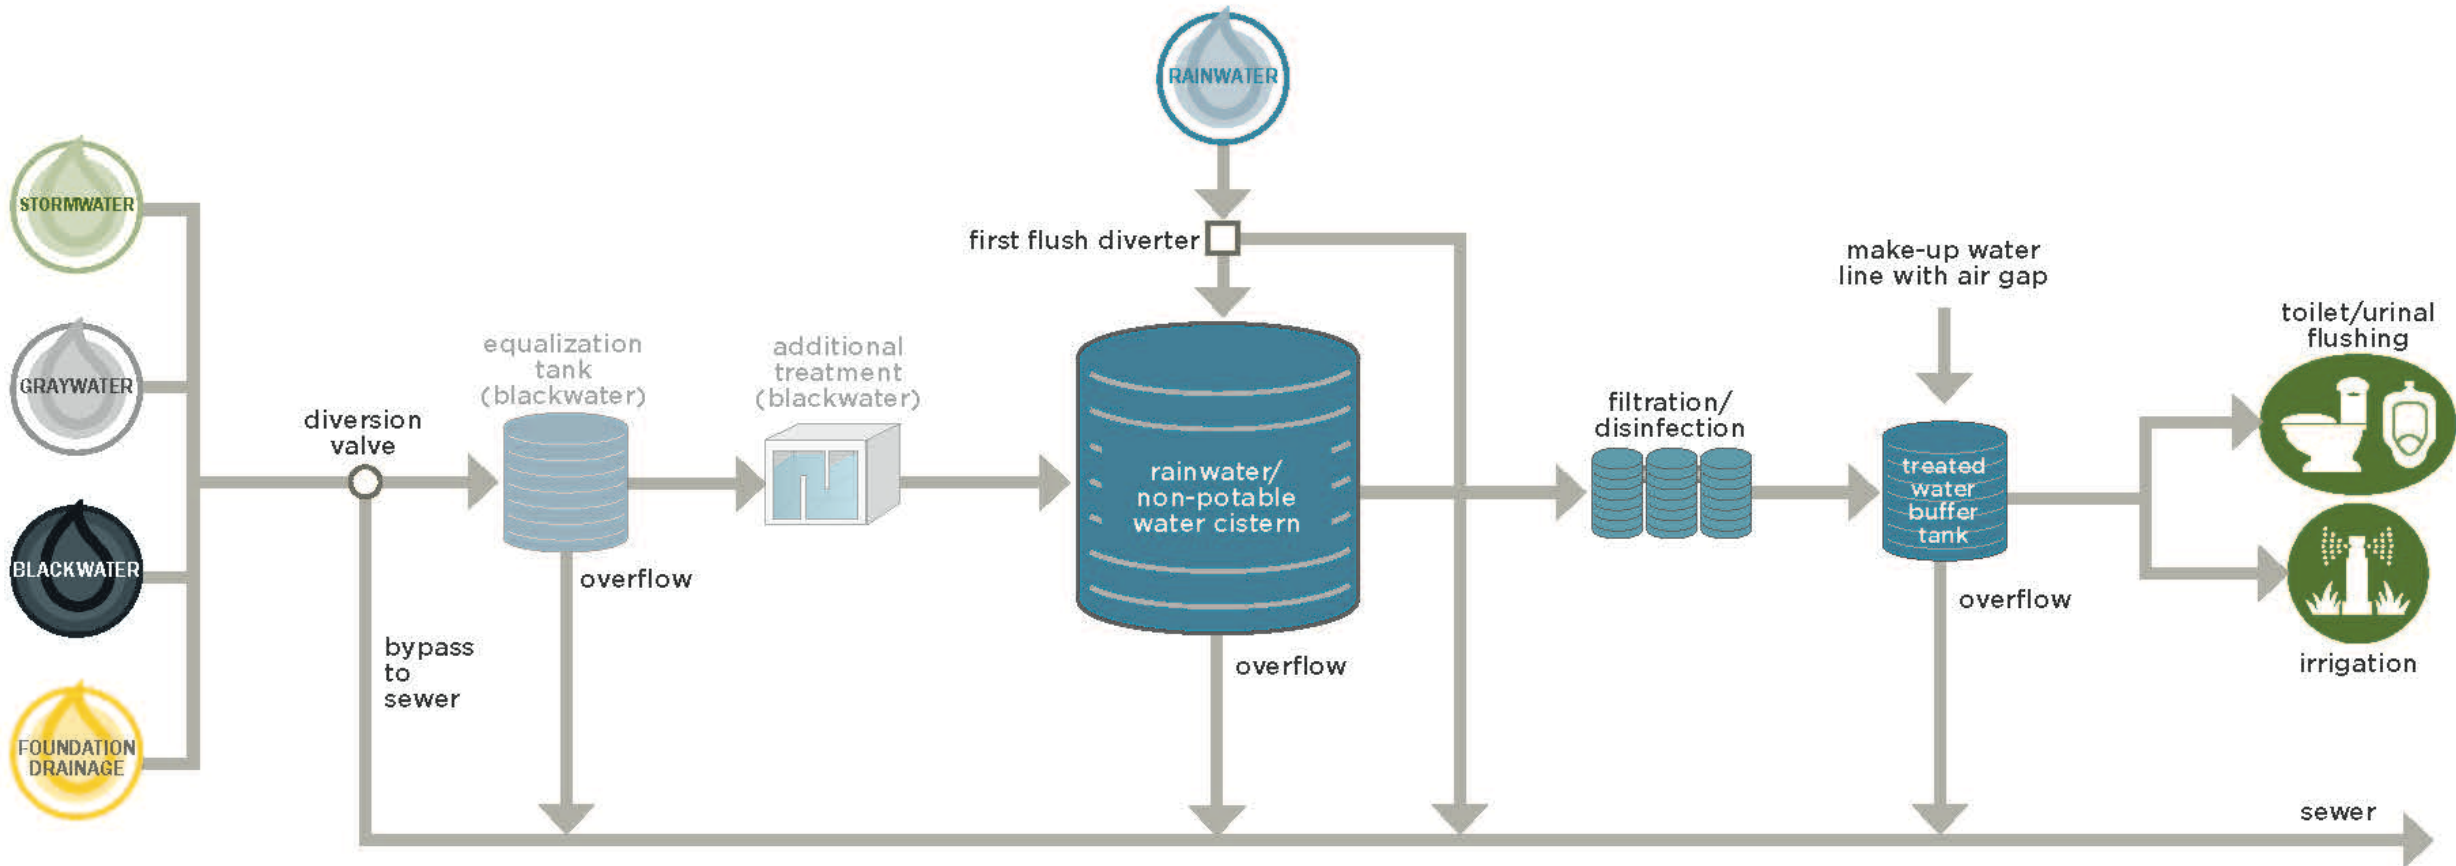 RAINWATER
STORMWATER
first flush diverter
make-up water
line with air gap
toilet/urinal
flushing
equalization
tank
(blackwater)
additional
treatment
(blackwater)
GRAYWATER
diversion
valve
filtration/
disinfection
rainwater/
non-potable
water cistern
treated
water
buffer
tank
BLACKWATER
overflow
overflow
bypass
to
sewer
overflow
irrigation
FOUNDATION
DRAINAGE
sewer